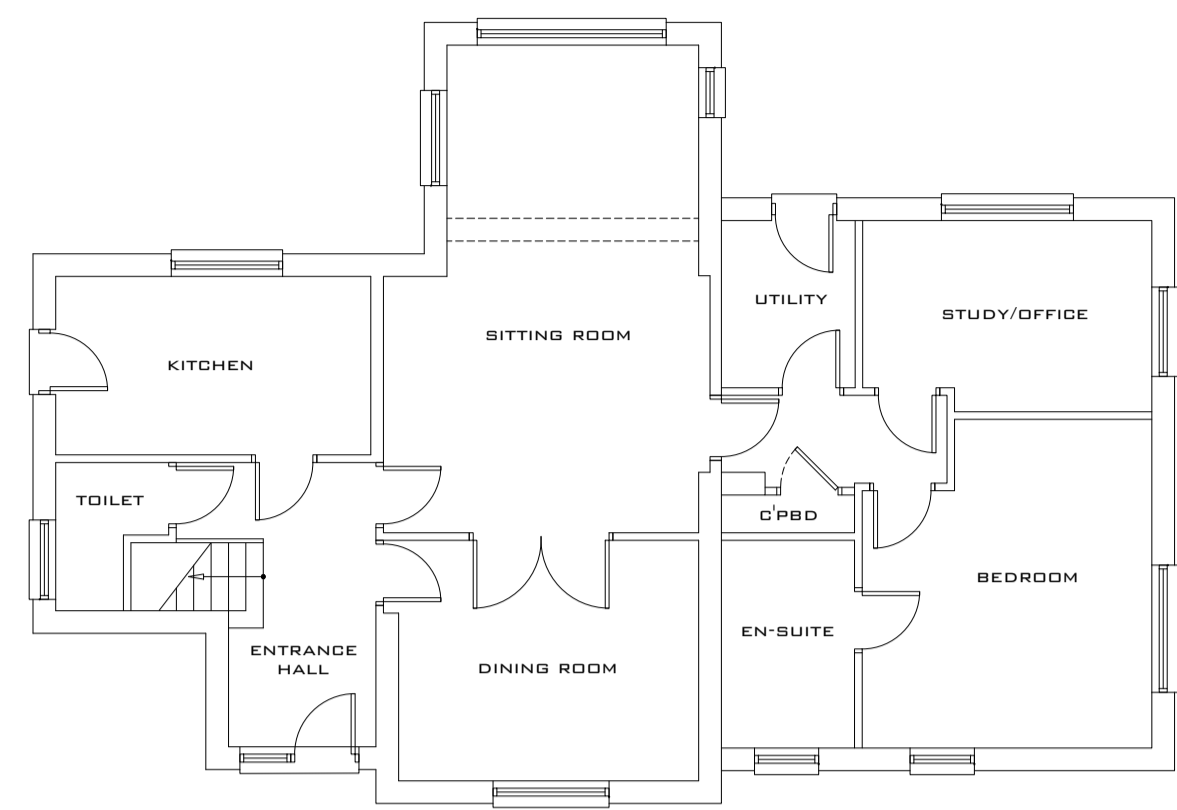 UTILITY
STUDY/OFFICE
SITTING ROOM
KITCHEN
TOILET
C'PBD
BEDROOM
EN-SUITE
ENTRANCE
HALL
DINING ROOM